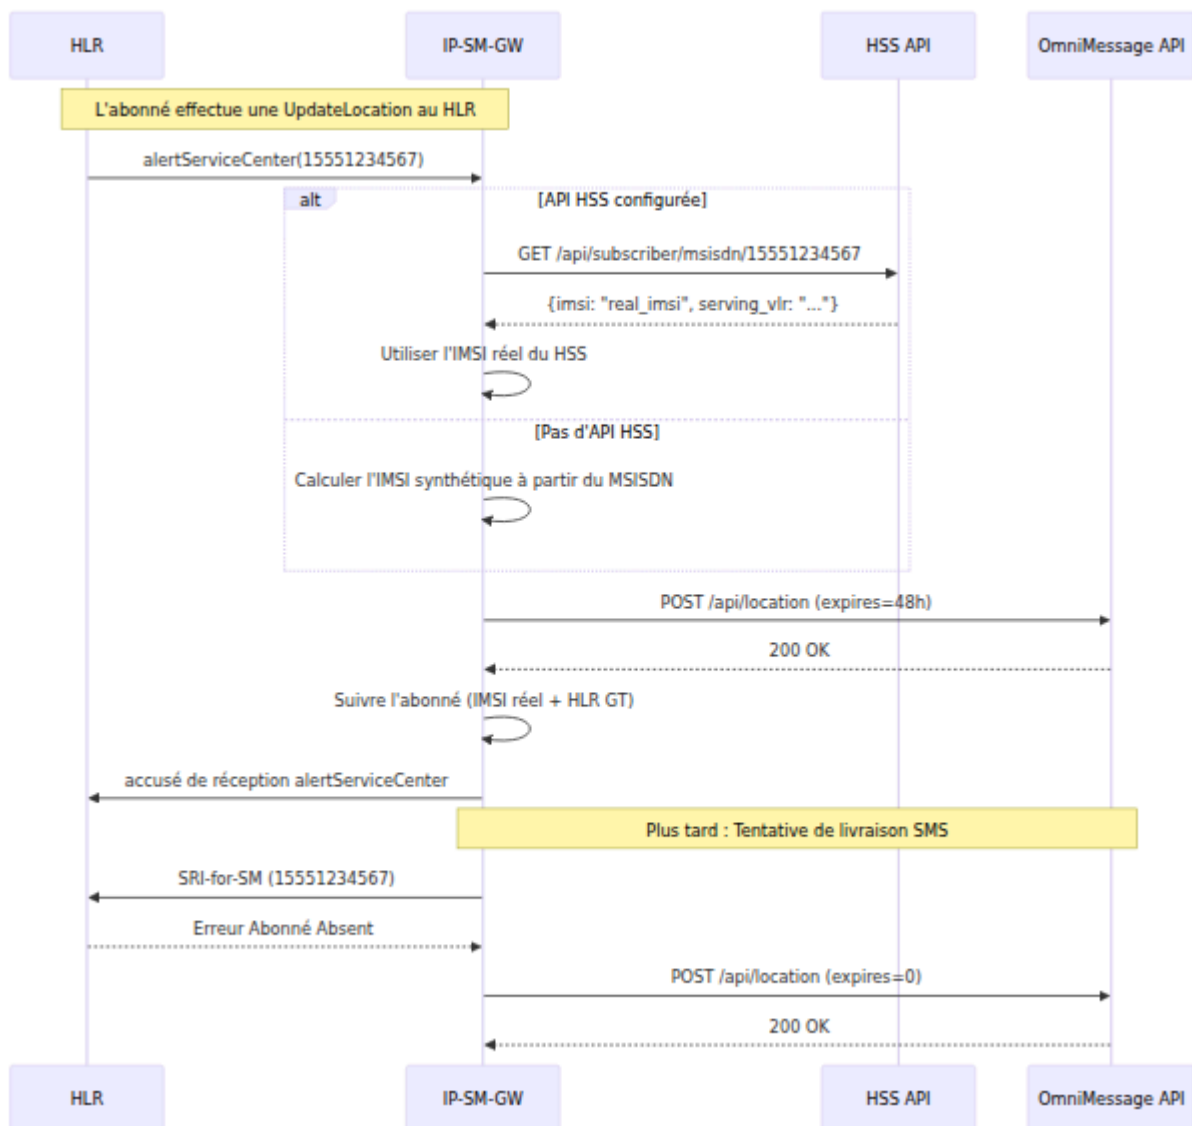 HLR
IP-SM-GW
HSS API
OmniMessage API
L'abonné effectue une UpdateLocation au HLR
alertServiceCenter(15551234567)
alt
[API HSS configurée]
GET /api/subscriber/msisdn/15551234567
{imsi: "real_imsi", serving_vlr: "..."}
Utiliser l'IMSI réel du HSS
[Pas d'API HSS]
Calculer l'IMSI synthétique à partir du MSISDN
POST /api/location (expires=48h)
200 OK
Suivre l'abonné (IMSI réel + HLR GT)
accusé de réception alertServiceCenter
Plus tard : Tentative de livraison SMS
SRI-for-SM (15551234567)
Erreur Abonné Absent
POST /api/location (expires=0)
200 OK
HLR
IP-SM-GW
HSS API
OmniMessage API